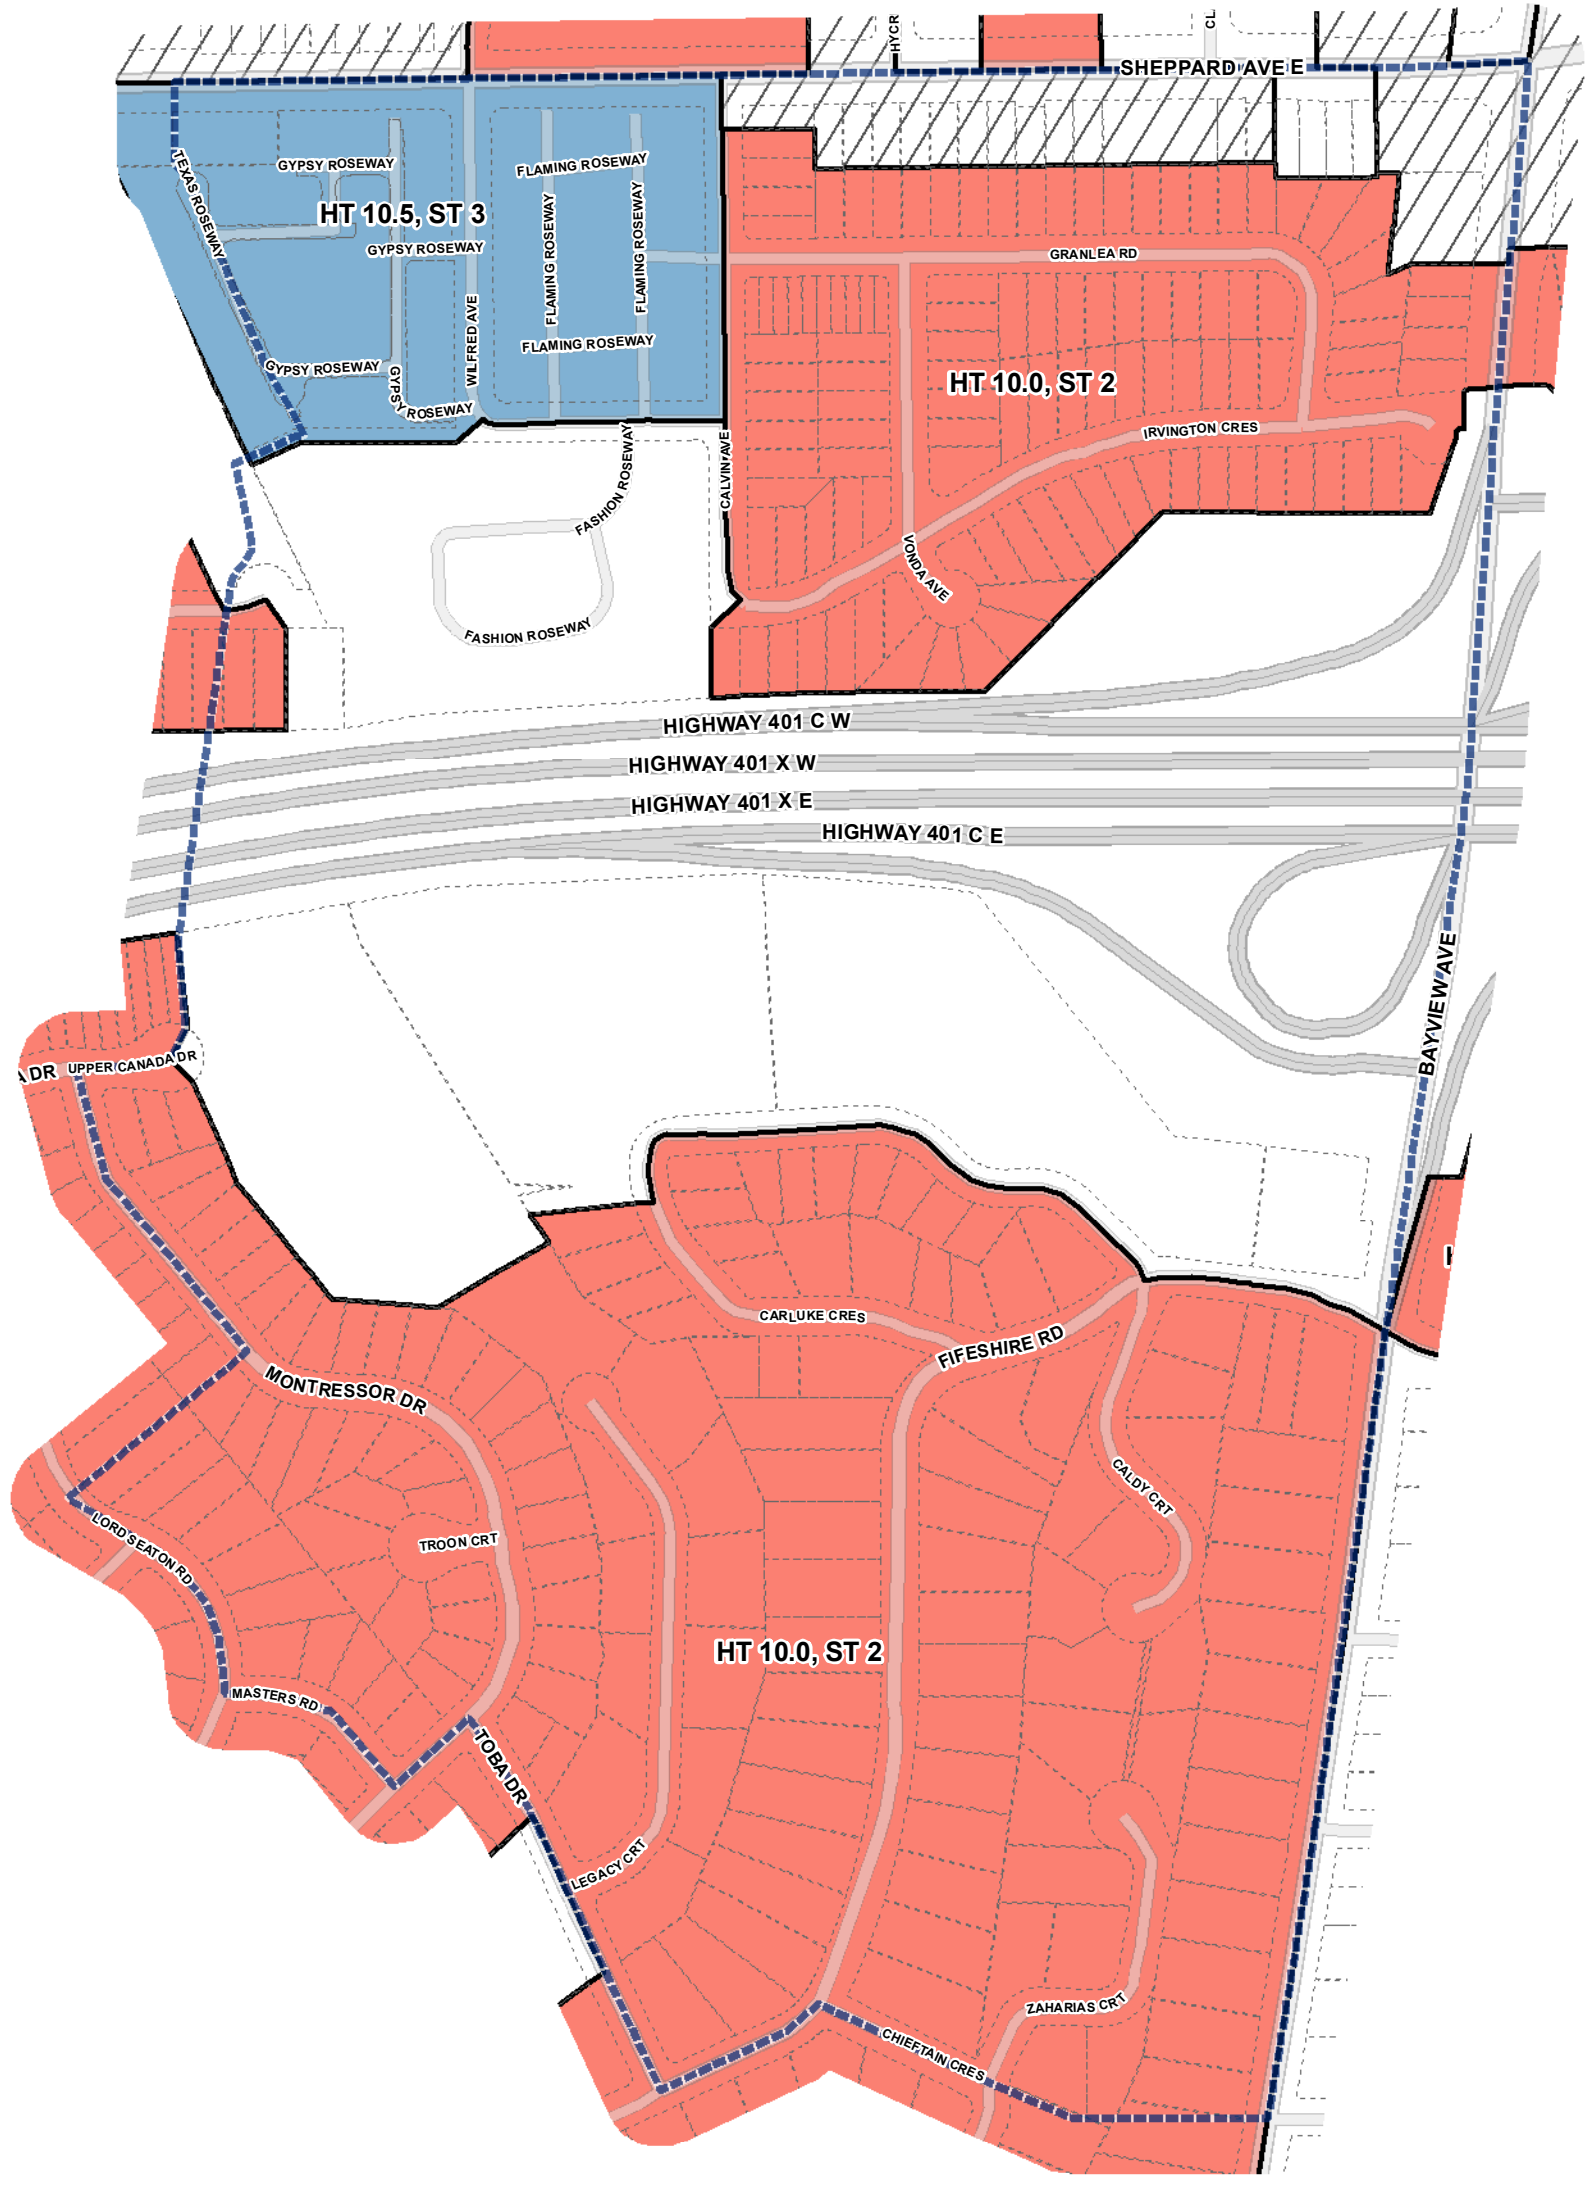 HYCR
CL
SHEPPARD AVE E
TEXAS ROSEWAY
GYPSY ROSEWAY
FLAMING ROSEWAY
HT 10.5, ST 3
GYPSY ROSEWAY
FLAMING ROSEWAY
FLAMING ROSEWAY
GRANLEA RD
WILFRED AVE
FLAMING ROSEWAY
GYPSY ROSEWAY
GYPSY ROSEWAY
HT 10.0, ST 2
IRVINGTON CRES
CALVIN AVE
FASHION ROSEWAY
VONDA AVE
FASHION ROSEWAY
HIGHWAY 401 C W
HIGHWAY 401 X W
HIGHWAY 401 X E
HIGHWAY 401 C E
BAYVIEW AVE
DR
UPPER CANADA DR
CARLUKE CRES
FIFESHIRE RD
MONTRESSOR DR
CALDY CRT
LORD SEATON RD
TROON CRT
HT 10.0, ST 2
MASTERS RD
TOBA DR
LEGACY CRT
ZAHARIAS CRT
CHIEFTAIN CRES